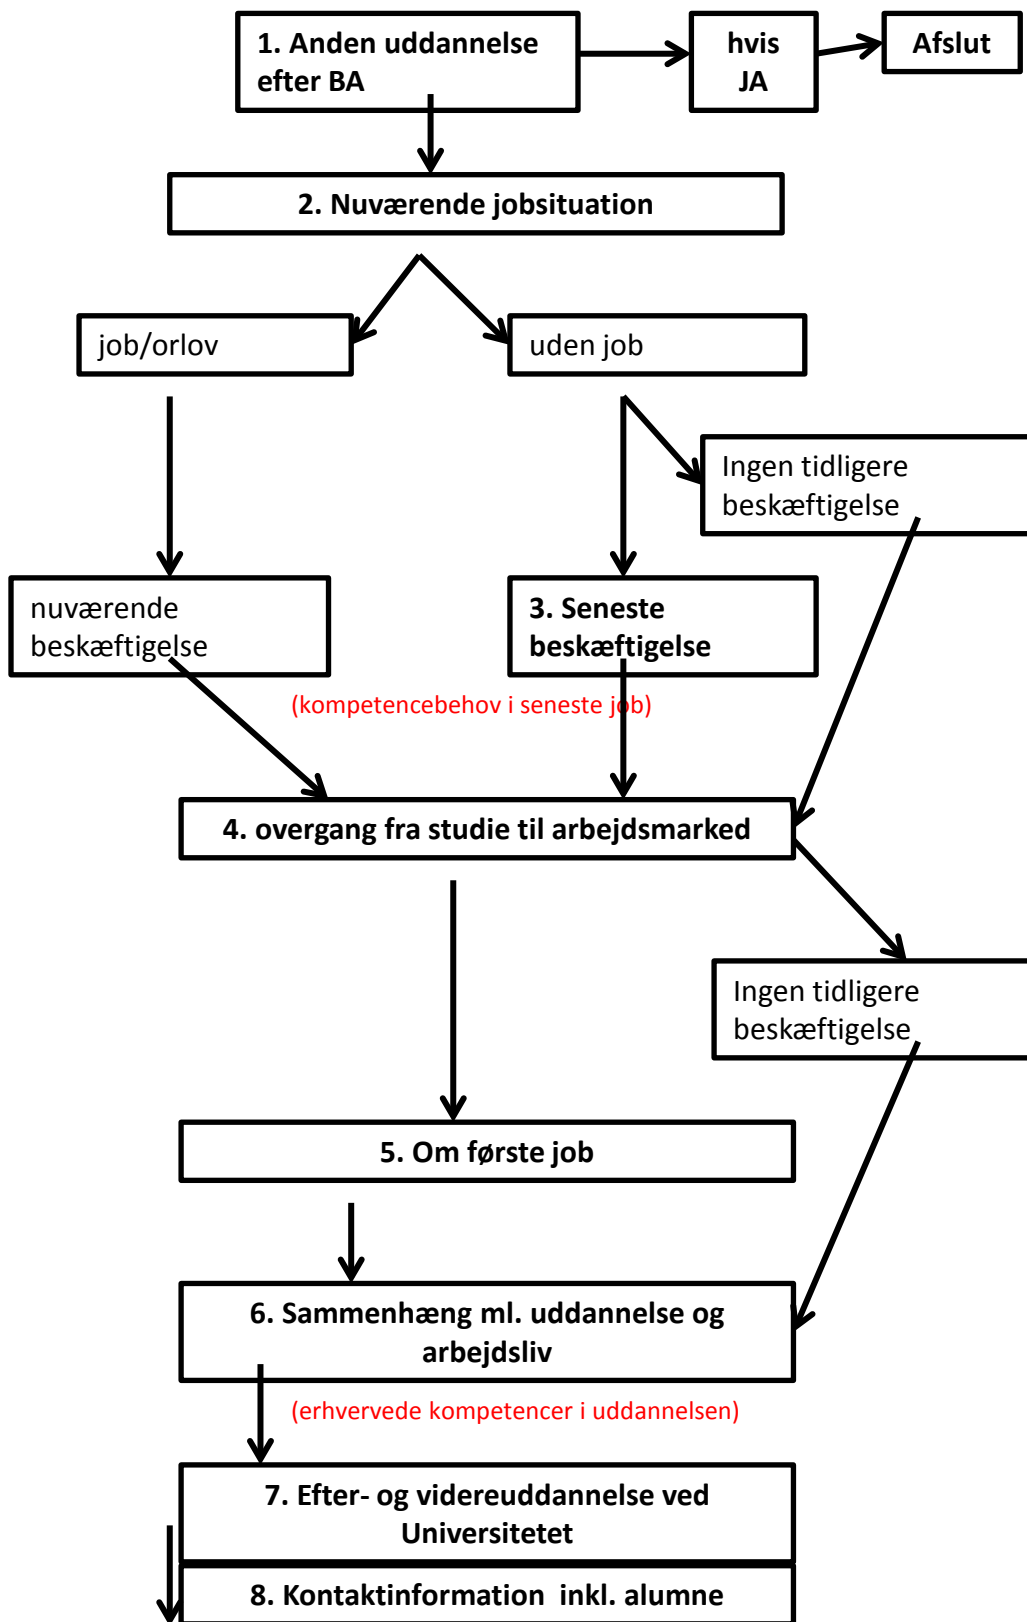 1. Anden uddannelse
efter BA
hvis
JA
Afslut
2. Nuværende jobsituation
job/orlov
uden job
Ingen tidligere
beskæftigelse
nuværende
beskæftigelse
3. Seneste
beskæftigelse
(kompetencebehov i seneste job)
4. overgang fra studie til arbejdsmarked
Ingen tidligere
beskæftigelse
5. Om første job
6. Sammenhæng ml. uddannelse og
arbejdsliv
(erhvervede kompetencer i uddannelsen)
7. Efter- og videreuddannelse ved
Universitetet
8. Kontaktinformation inkl. alumne